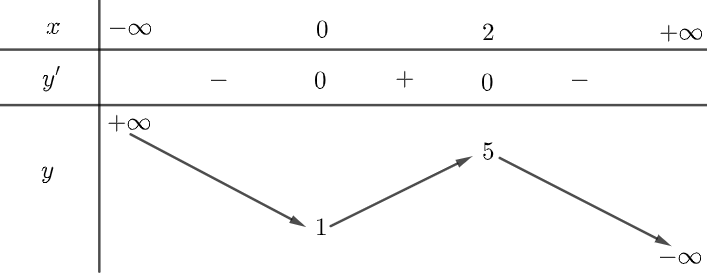 x −∞ 0 2 +∞
y′ − 0 + 0 −
+∞
y 1 5 −∞